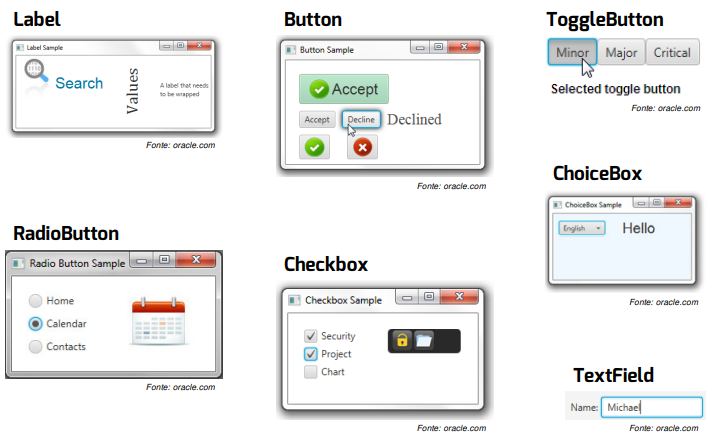 Label
Label Sample
Search
Values
A label that needs
to be wrapped
Fonte: oracle.com
Button
Button Sample
Accept
Accept
Decline
Declined
Fonte: oracle.com
ToggleButton
Minor
Major
Critical
Selected toggle button
Fonte: oracle.com
ChoiceBox
ChoiceBox Sample
English
Hello
Fonte: oracle.com
RadioButton
Radio Button Sample
Home
Calendar
Contacts
Fonte: oracle.com
Checkbox
Checkbox Sample
Security
Project
Chart
Fonte: oracle.com
TextField
Name:
Michael
Fonte: oracle.com